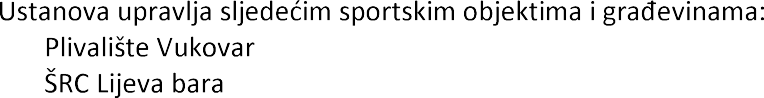 Ustanova upravlja sljedećim sportskim objektima i građevinama:
Plivalište Vukovar
ŠRC Lijeva bara